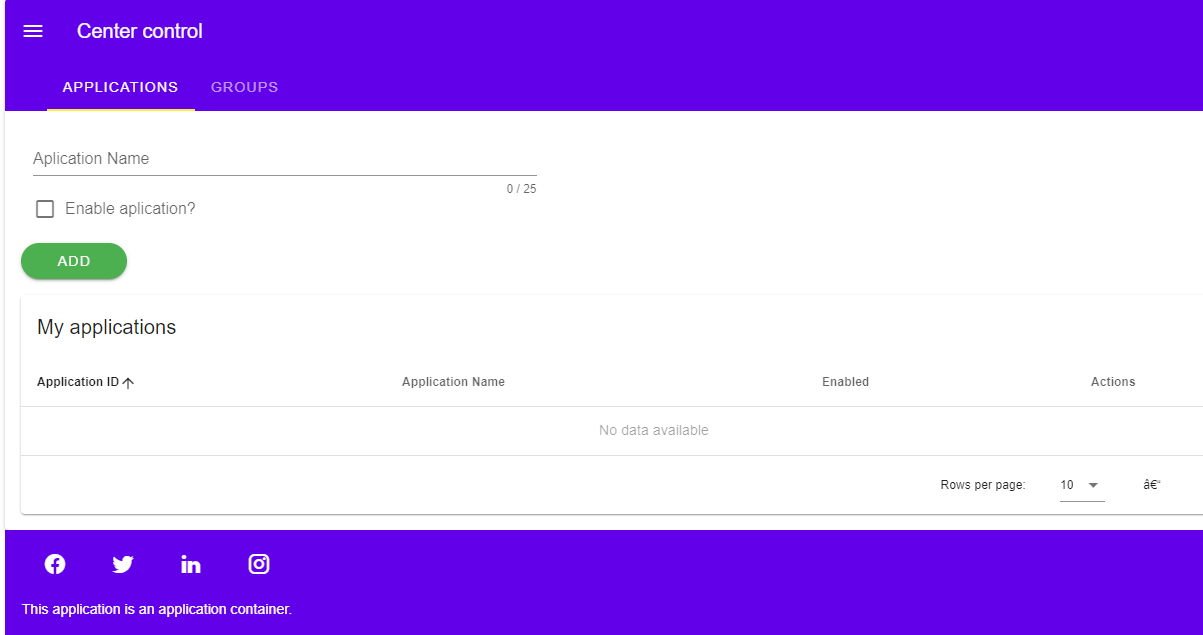 Center control
APPLICATIONS GROUPS
Aplication Name
0 / 25
Enable aplication?
ADD
My applications
Application ID Application Name Enabled Actions
No data available
Rows per page: 10 â€“
This application is an application container.